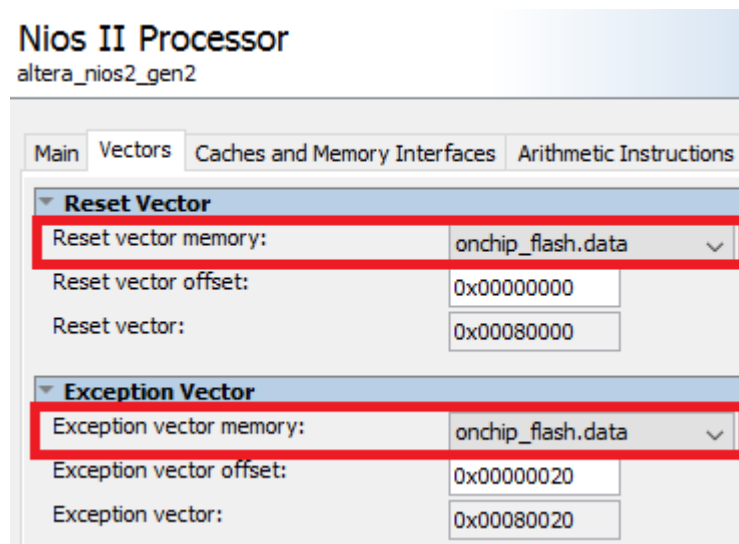 Nios II Processor
altera_nios2_gen2
Main Vectors Caches and Memory Interfaces Arithmetic Instructions
Reset Vector
Reset vector memory: onchip_flash.data
Reset vector offset: 0x00000000
Reset vector: 0x00080000
Exception Vector
Exception vector memory: onchip_flash.data
Exception vector offset: 0x00000020
Exception vector: 0x00080020